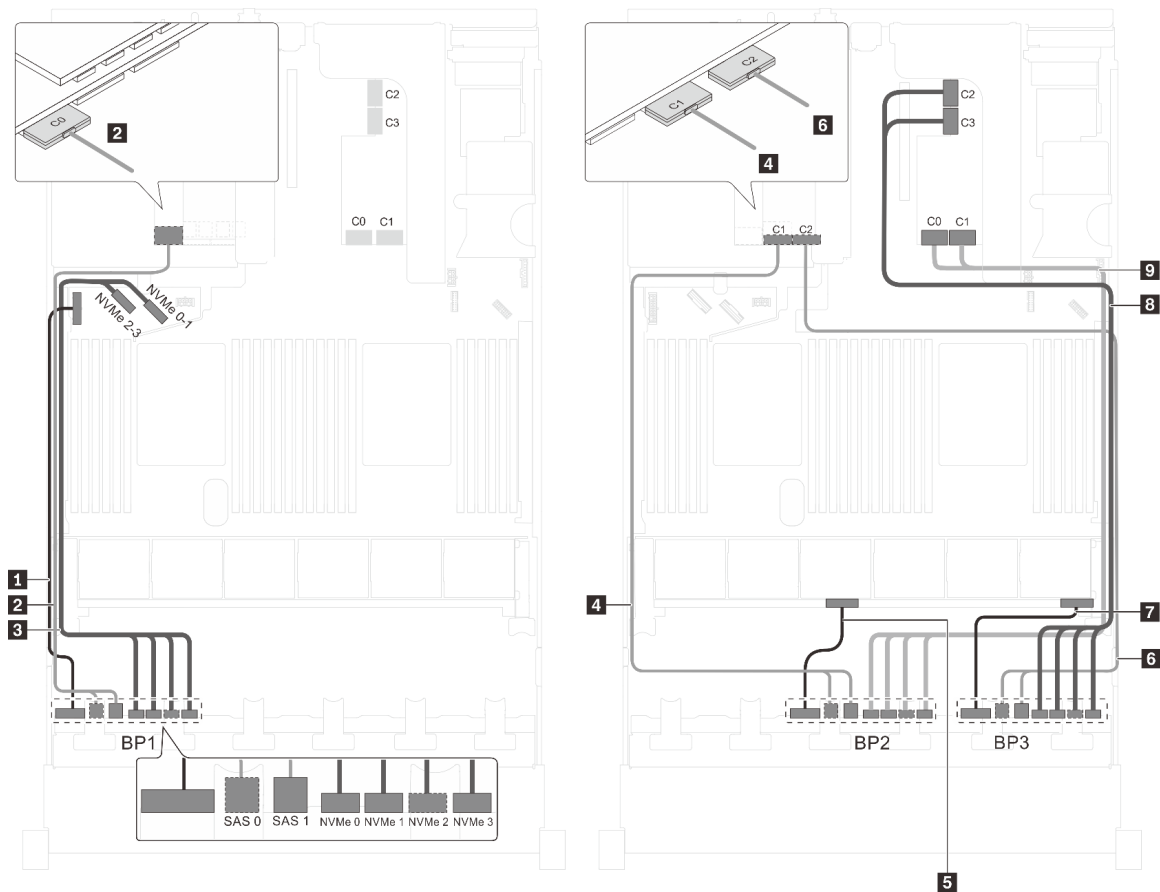 C0
2
C2
C3
C0 C1
NVMe 2-3
NVMe 0-1
1
2
3
BP1
SAS 0
SAS 1
NVMe 0
NVMe 1
NVMe 2
NVMe 3
C1
C2
6
4
C2
C3
C1 C2
C0 C1
9
8
4
7
6
BP2
BP3
5